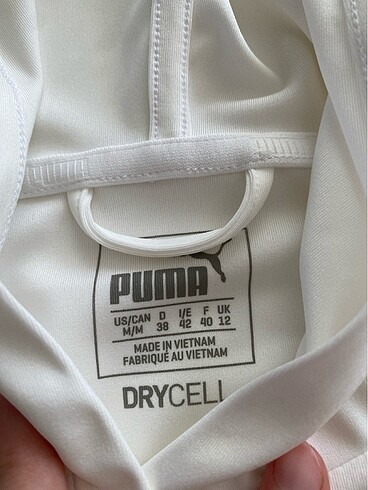 PUMA
US/CAN D I/E F UK
M/M 38 42 40 12
MADE IN VIETNAM
FABRIQUÉ AU VIETNAM
DRYCELL